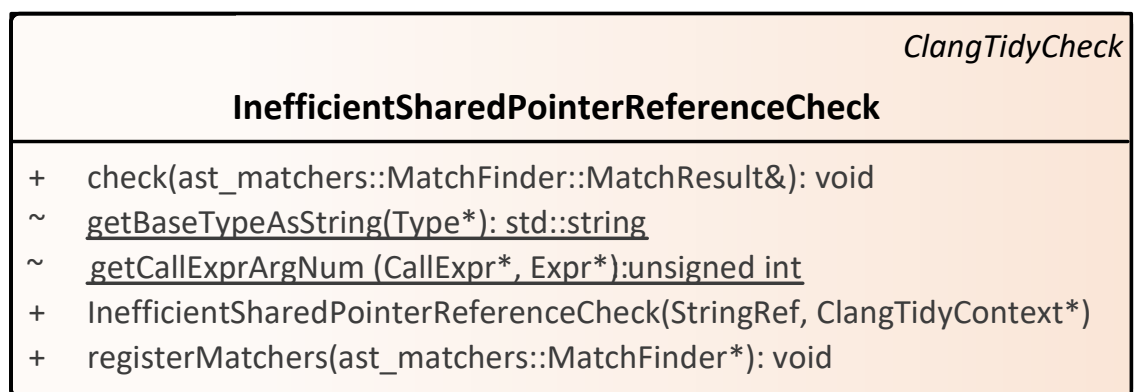 ClangTidyCheck
InefficientSharedPointerReferenceCheck
+ check(ast_matchers::MatchFinder::MatchResult&): void
~ getBaseTypeAsString(Type*): std::string
~ getCallExprArgNum (CallExpr*, Expr*):unsigned int
+ InefficientSharedPointerReferenceCheck(StringRef, ClangTidyContext*)
+ registerMatchers(ast_matchers::MatchFinder*): void